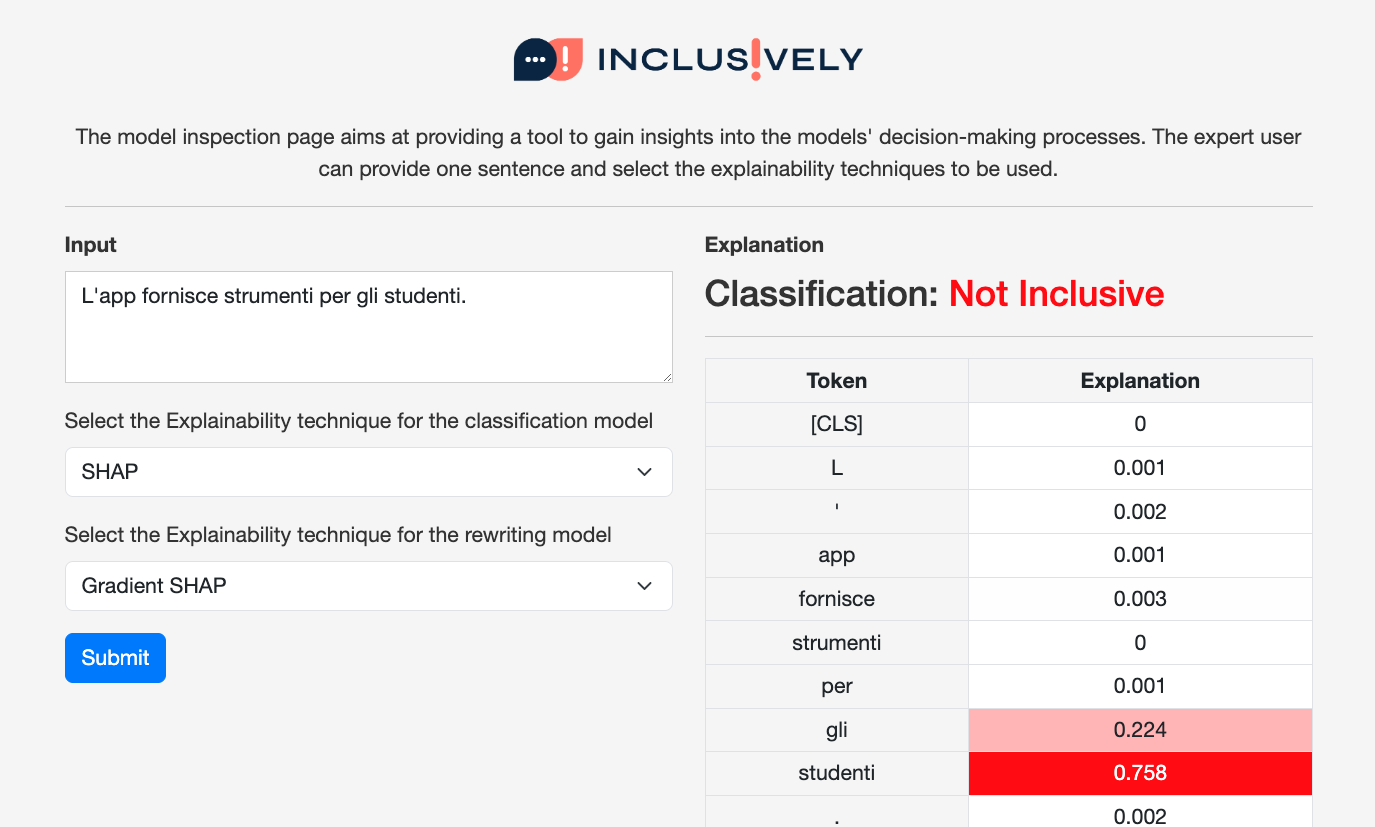 INCLUS!VELY
The model inspection page aims at providing a tool to gain insights into the models' decision-making processes. The expert user
can provide one sentence and select the explainability techniques to be used.
Input
L'app fornisce strumenti per gli studenti.
Select the Explainability technique for the classification model
SHAP
Select the Explainability technique for the rewriting model
Gradient SHAP
Submit
Explanation
Classification: Not Inclusive
Token Explanation
[CLS] 0
L 0.001
' 0.002
app 0.001
fornisce 0.003
strumenti 0
per 0.001
gli 0.224
studenti 0.758
. 0.002